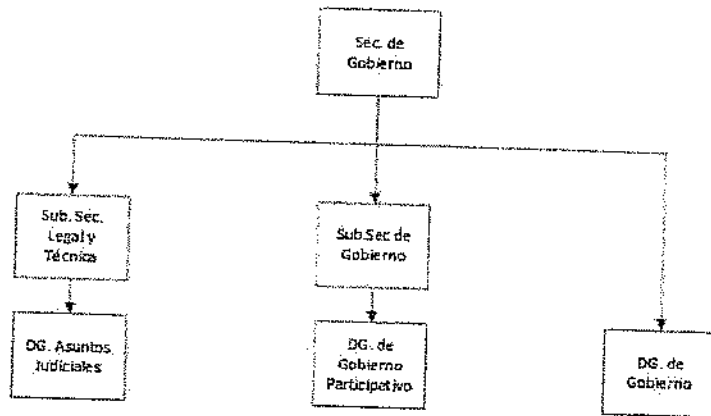 Sec. de
Gobierno
Sub. Sec.
Legal y
Técnica
Sub.Sec de
Gobierno
DG. Asuntos
Judiciales
DG. de
Gobierno
Participativo
DG. de
Gobierno